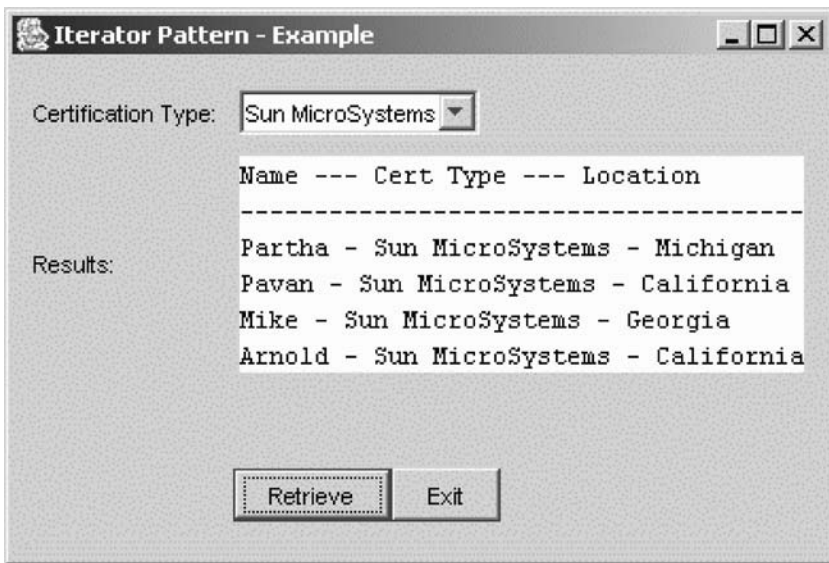 Iterator Pattern - Example
Certification Type: Sun MicroSystems
Name --- Cert Type --- Location
--------------------------------------
Results:
Partha - Sun MicroSystems - Michigan
Pavan - Sun MicroSystems - California
Mike - Sun MicroSystems - Georgia
Arnold - Sun MicroSystems - California
Retrieve Exit